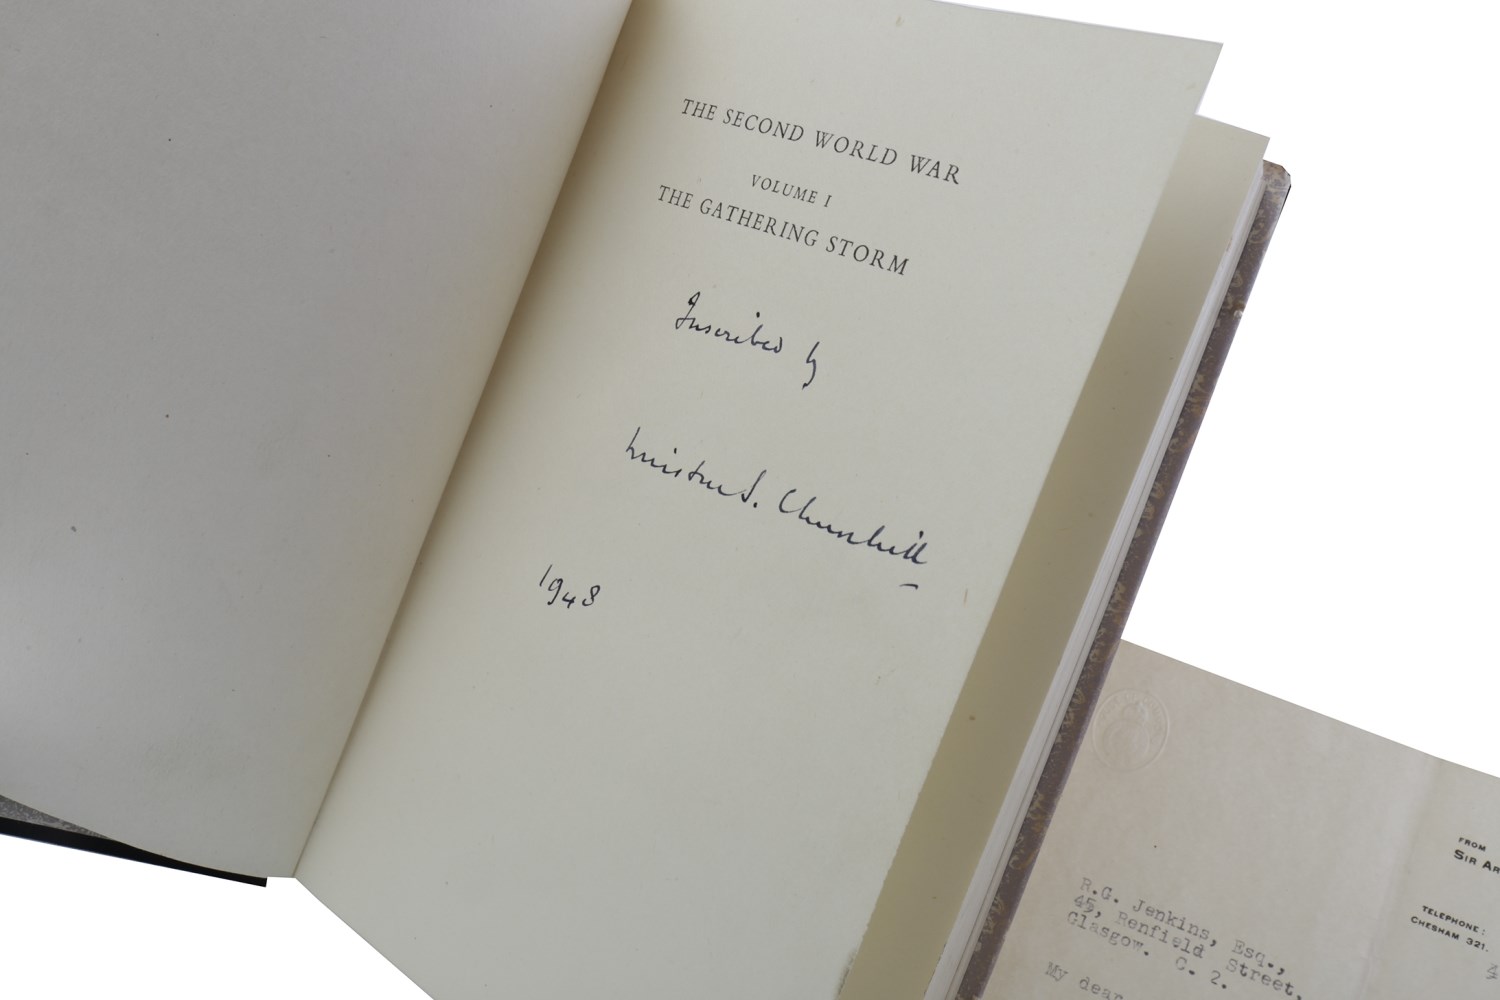 THE SECOND WORLD WAR
VOLUME I
THE GATHERING STORM
Inscribed by
Winston S. Churchill
1948
FROM
SIR AR
TELEPHONE:
CHESHAM 321.
R.G. Jenkins, Esq.,
45, Renfield Street.
Glasgow. C. 2.
My dear